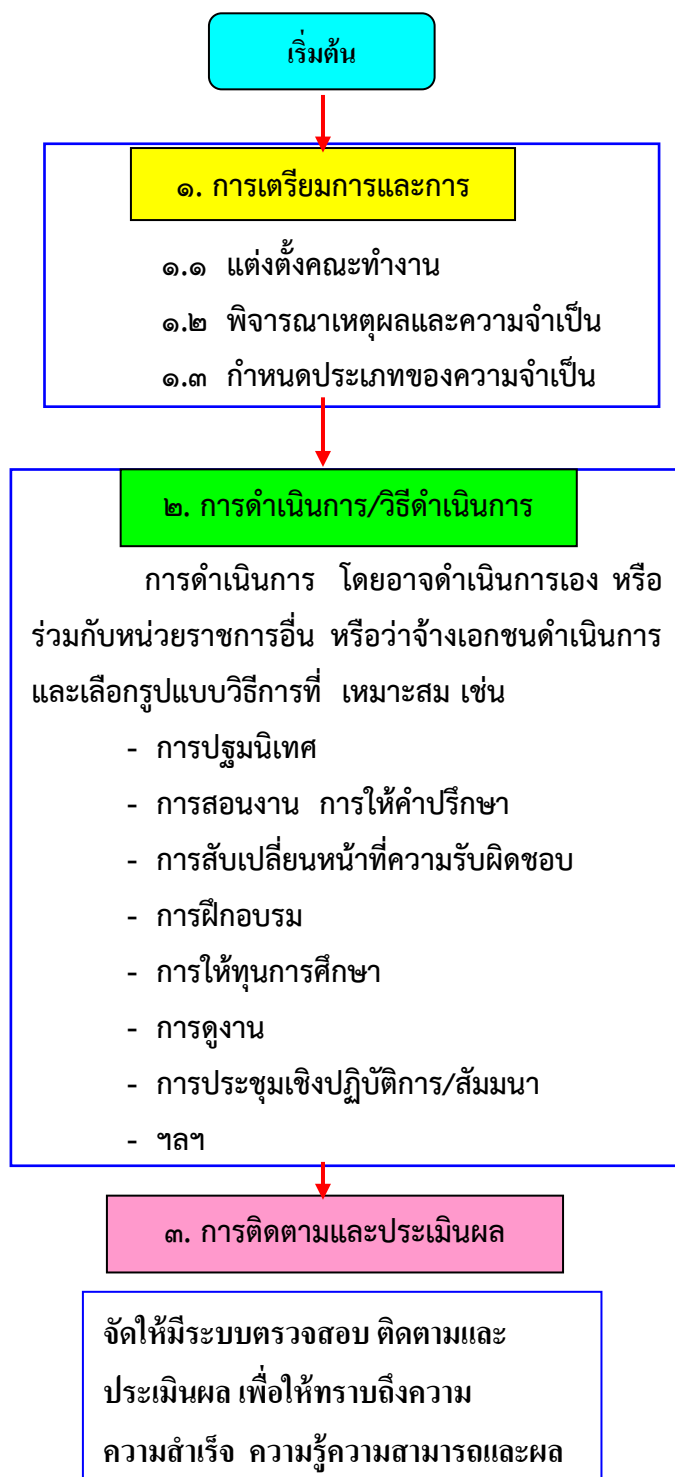 เริ่มต้น
๑. การเตรียมการและการ
๑.๑ แต่งตั้งคณะทำงาน
๑.๒ พิจารณาเหตุผลและความจำเป็น
๑.๓ กำหนดประเภทของความจำเป็น
๒. การดำเนินการ/วิธีดำเนินการ
การดำเนินการ โดยอาจดำเนินการเอง หรือ
ร่วมกับหน่วยราชการอื่น หรือว่าจ้างเอกชนดำเนินการ
และเลือกรูปแบบวิธีการที่ เหมาะสม เช่น
- การปฐมนิเทศ
- การสอนงาน การให้คำปรึกษา
- การสับเปลี่ยนหน้าที่ความรับผิดชอบ
- การฝึกอบรม
- การให้ทุนการศึกษา
- การดูงาน
- การประชุมเชิงปฏิบัติการ/สัมมนา
- ฯลฯ
๓. การติดตามและประเมินผล
จัดให้มีระบบตรวจสอบ ติดตามและ
ประเมินผล เพื่อให้ทราบถึงความ
ความสำเร็จ ความรู้ความสามารถและผล